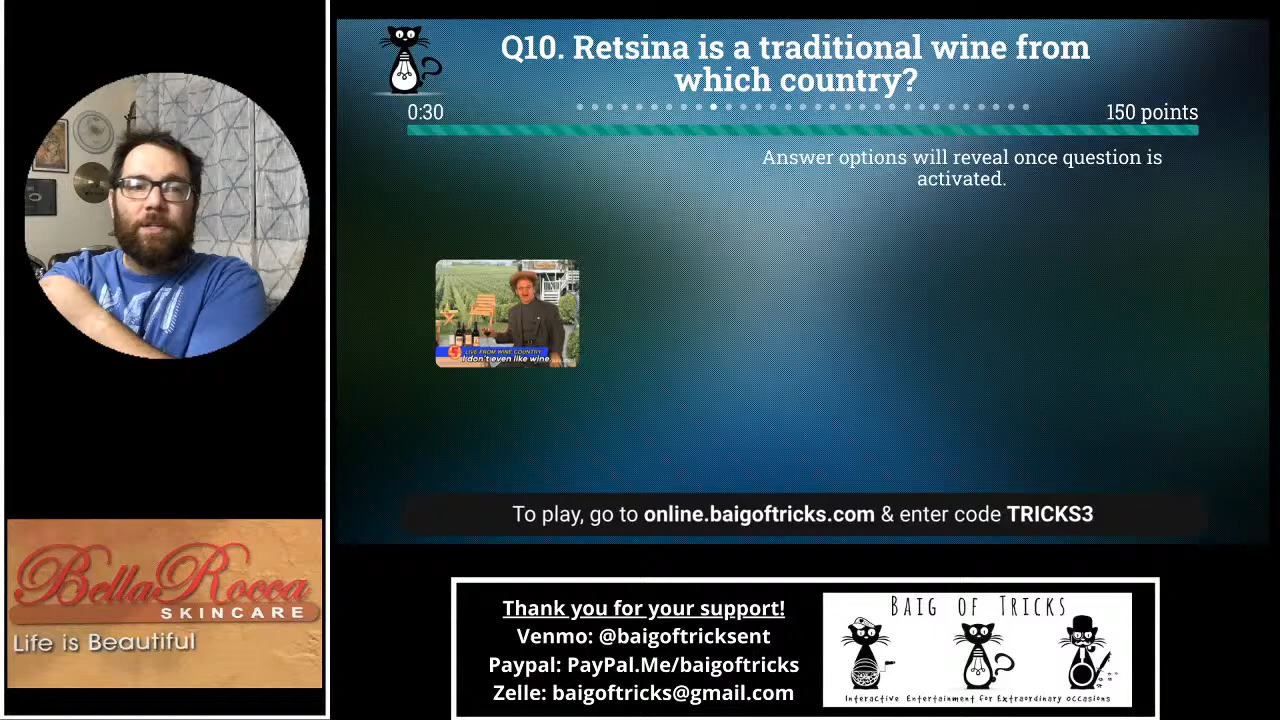 Q10. Retsina is a traditional wine from
which country?
0:30
150 points
Answer options will reveal once question is
activated.
LIVE FROM WINE COUNTRY
I don't even like wine
To play, go to online.baigoftricks.com & enter code TRICKS3
BellaRocca
SKINCARE
Life is Beautiful
Thank you for your support!
Venmo: @baigoftricksent
Paypal: PayPal.Me/baigoftricks
Zelle: baigoftricks@gmail.com
BAIG OF TRICKS
Interactive Entertainment for Extraordinary occasions